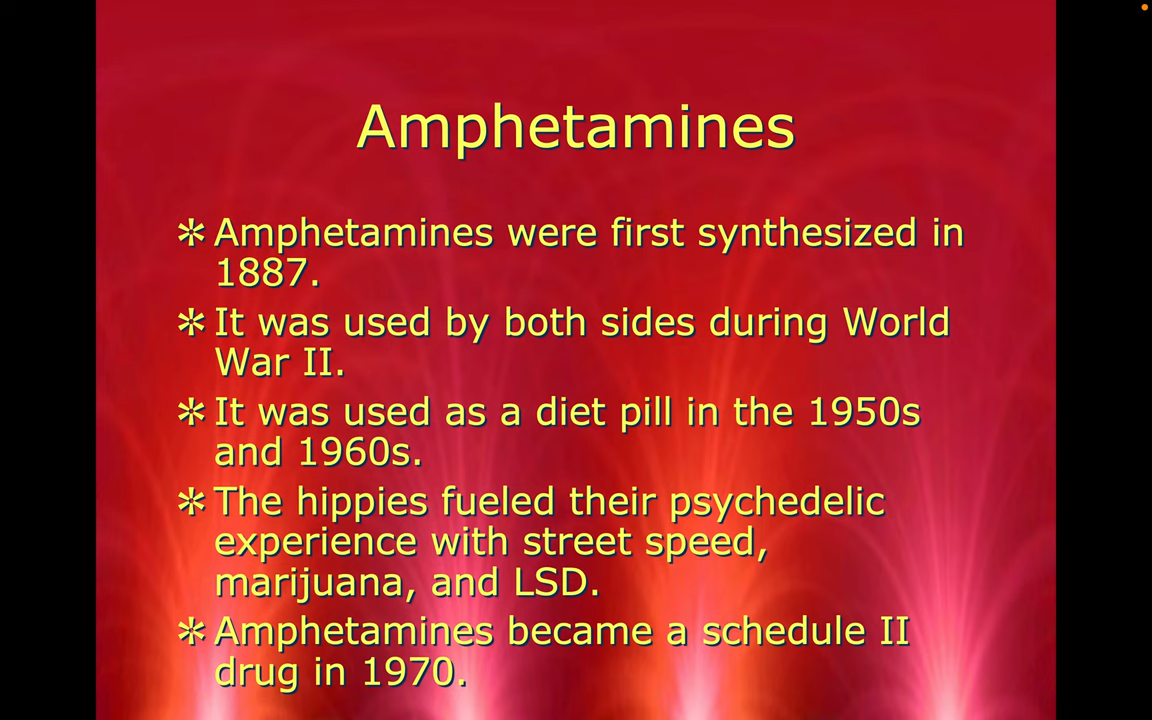 Amphetamines
✲ Amphetamines were first synthesized in
1887.
✲ It was used by both sides during World
War II.
✲ It was used as a diet pill in the 1950s
and 1960s.
✲ The hippies fueled their psychedelic
experience with street speed,
marijuana, and LSD.
✲ Amphetamines became a schedule II
drug in 1970.